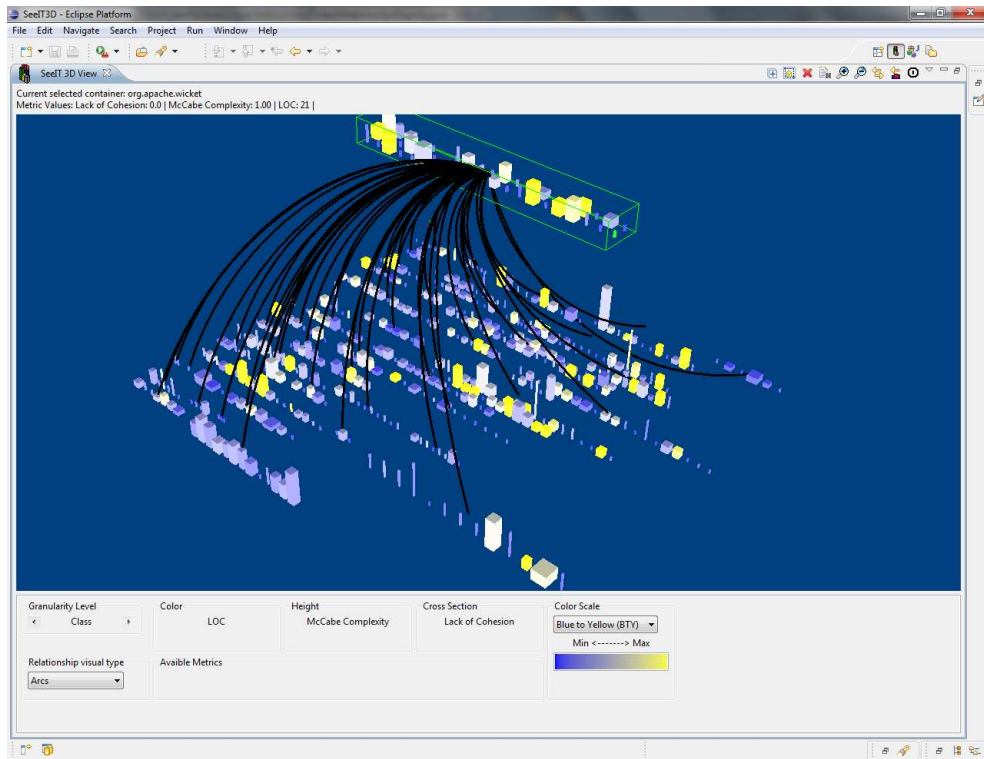 SeeIT3D - Eclipse Platform
File Edit Navigate Search Project Run Window Help
SeeIT 3D View
Current selected container: org.apache.wicket
Metric Values: Lack of Cohesion: 0.0 | McCabe Complexity: 1.00 | LOC: 21 |
Granularity Level Color Height Cross Section Color Scale
< Class > LOC McCabe Complexity Lack of Cohesion Blue to Yellow (BTY)
Min <-------> Max
Relationship visual type Avaible Metrics
Arcs